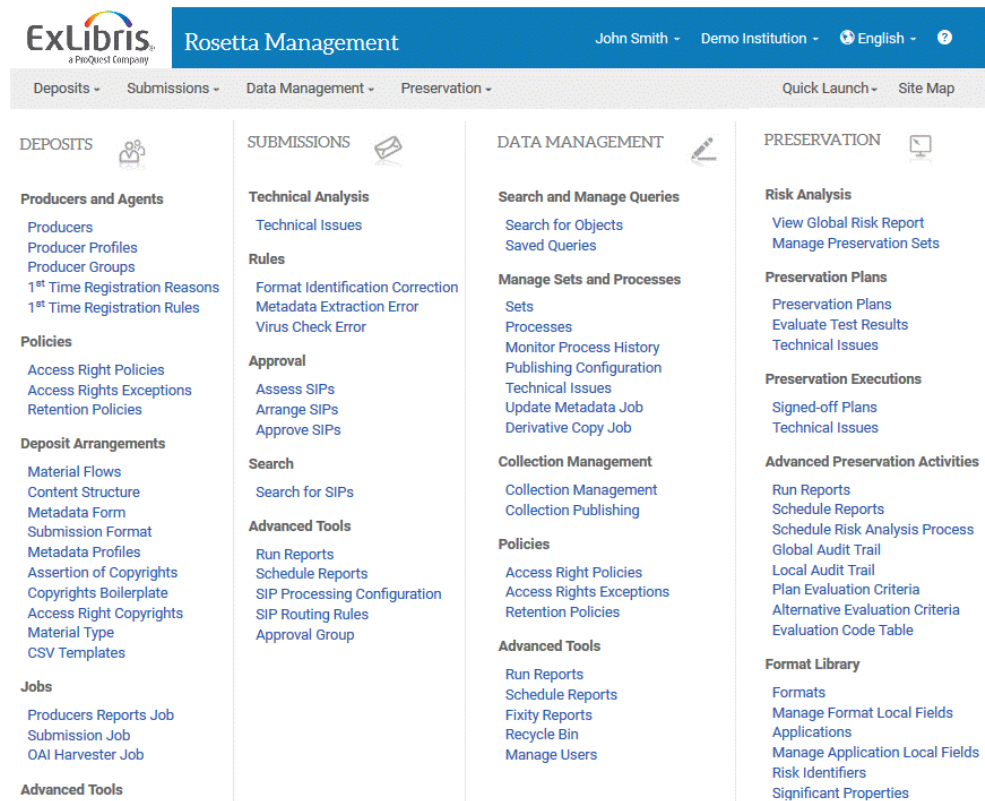 ExLibris.
a ProQuest Company
Rosetta Management
John Smith
Demo Institution
English
?
Deposits
Submissions
Data Management
Preservation
Quick Launch
Site Map
DEPOSITS
Producers and Agents
Producers
Producer Profiles
Producer Groups
1st Time Registration Reasons
1st Time Registration Rules
Policies
Access Right Policies
Access Rights Exceptions
Retention Policies
Deposit Arrangements
Material Flows
Content Structure
Metadata Form
Submission Format
Metadata Profiles
Assertion of Copyrights
Copyrights Boilerplate
Access Right Copyrights
Material Type
CSV Templates
Jobs
Producers Reports Job
Submission Job
OAI Harvester Job
Advanced Tools
SUBMISSIONS
Technical Analysis
Technical Issues
Rules
Format Identification Correction
Metadata Extraction Error
Virus Check Error
Approval
Assess SIPs
Arrange SIPs
Approve SIPs
Search
Search for SIPs
Advanced Tools
Run Reports
Schedule Reports
SIP Processing Configuration
SIP Routing Rules
Approval Group
DATA MANAGEMENT
Search and Manage Queries
Search for Objects
Saved Queries
Manage Sets and Processes
Sets
Processes
Monitor Process History
Publishing Configuration
Technical Issues
Update Metadata Job
Derivative Copy Job
Collection Management
Collection Management
Collection Publishing
Policies
Access Right Policies
Access Rights Exceptions
Retention Policies
Advanced Tools
Run Reports
Schedule Reports
Fixity Reports
Recycle Bin
Manage Users
PRESERVATION
Risk Analysis
View Global Risk Report
Manage Preservation Sets
Preservation Plans
Preservation Plans
Evaluate Test Results
Technical Issues
Preservation Executions
Signed-off Plans
Technical Issues
Advanced Preservation Activities
Run Reports
Schedule Reports
Schedule Risk Analysis Process
Global Audit Trail
Local Audit Trail
Plan Evaluation Criteria
Alternative Evaluation Criteria
Evaluation Code Table
Format Library
Formats
Manage Format Local Fields
Applications
Manage Application Local Fields
Risk Identifiers
Significant Properties